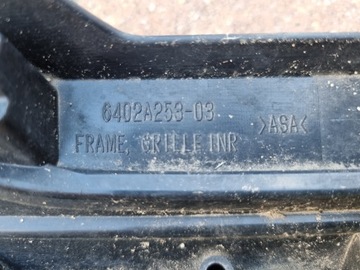 6402A253-03
FRAME, GRILLE INR
>ASA<